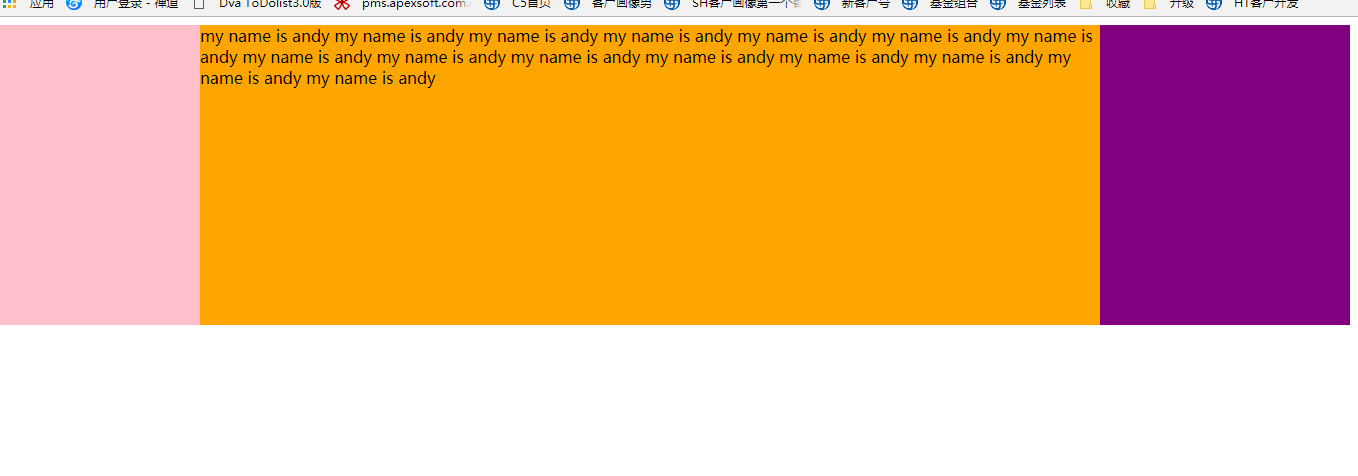 应用 用户登录 - 禅道 Dva ToDolist3.0版 pms.apexsoft.com. C5首页 客户画像男 SH客户画像第一个 新客户号 基金组合 基金列表 收藏 升级 HT客户开发
my name is andy my name is andy my name is andy my name is andy my name is andy my name is andy my name is
andy my name is andy my name is andy my name is andy my name is andy my name is andy my name is andy my
name is andy my name is andy